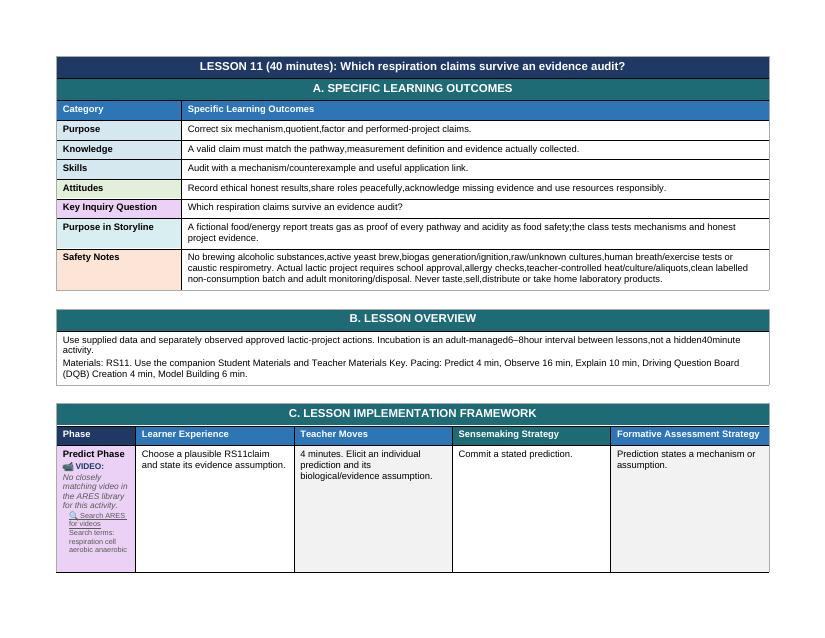 LESSON 11 (40 minutes): Which respiration claims survive an evidence audit?
A. SPECIFIC LEARNING OUTCOMES
Category
Specific Learning Outcomes
Purpose
Correct six mechanism,quotient,factor and performed-project claims.
Knowledge
A valid claim must match the pathway,measurement definition and evidence actually collected.
Skills
Audit with a mechanism/counterexample and useful application link.
Attitudes
Record ethical honest results,share roles peacefully,acknowledge missing evidence and use resources responsibly.
Key Inquiry Question
Which respiration claims survive an evidence audit?
Purpose in Storyline
A fictional food/energy report treats gas as proof of every pathway and acidity as food safety;the class tests mechanisms and honest
project evidence.
Safety Notes
No brewing alcoholic substances,active yeast brew,biogas generation/ignition,raw/unknown cultures,human breath/exercise tests or
caustic respirometry. Actual lactic project requires school approval,allergy checks,teacher-controlled heat/culture/aliquots,clean labelled
non-consumption batch and adult monitoring/disposal. Never taste,sell,distribute or take home laboratory products.
B. LESSON OVERVIEW
Use supplied data and separately observed approved lactic-project actions. Incubation is an adult-managed6–8hour interval between lessons,not a hidden40minute
activity.
Materials: RS11. Use the companion Student Materials and Teacher Materials Key. Pacing: Predict 4 min, Observe 16 min, Explain 10 min, Driving Question Board
(DQB) Creation 4 min, Model Building 6 min.
C. LESSON IMPLEMENTATION FRAMEWORK
Phase
Learner Experience
Teacher Moves
Sensemaking Strategy
Formative Assessment Strategy
Predict Phase
VIDEO:
No closely
matching video in
the ARES library
for this activity.
Search ARES
for videos
Search terms:
respiration cell
aerobic anaerobic
Choose a plausible RS11claim
and state its evidence assumption.
4 minutes. Elicit an individual
prediction and its
biological/evidence assumption.
Commit a stated prediction.
Prediction states a mechanism or
assumption.